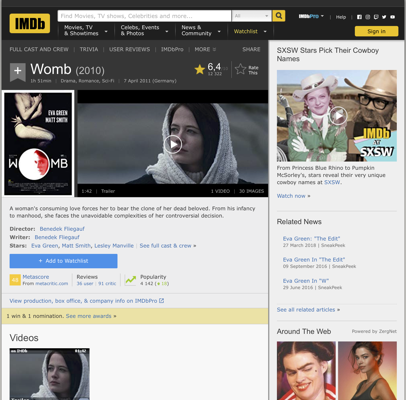 IMDb
Find Movies, TV shows, Celebrities and more...
All
IMDbPro
Help
Movies, TV & Showtimes
Celebs, Events & Photos
News & Community
Watchlist
Sign in
FULL CAST AND CREW | TRIVIA | USER REVIEWS | IMDbPro | MORE
SHARE
Womb (2010)
1h 51min | Drama, Romance, Sci-Fi | 7 April 2011 (Germany)
6,4
Rate This
EVA GREEN
MATT SMITH
WOMB
1:42 | Trailer
1 VIDEO | 30 IMAGES
A woman's consuming love forces her to bear the clone of her dead beloved. From his infancy
to manhood, she faces the unavoidable complexities of her controversial decision.
Director: Benedek Fliegauf
Writer: Benedek Fliegauf
Stars: Eva Green, Matt Smith, Lesley Manville | See full cast & crew »
+ Add to Watchlist
Metascore
From metacritic.com
Reviews
36 user | 91 critic
Popularity
4 142
View production, box office, & company info on IMDbPro
1 win & 1 nomination. See more awards »
Videos
SXSW Stars Pick Their Cowboy
Names
IMDb
AT
SXSW
From Princess Blue Rhino to Pumpkin
McSorley's, stars reveal their very unique
cowboy names at SXSW.
Watch now »
Related News
Eva Green: "The Edit"
27 March 2018 | SneakPeek
Eva Green In "The Edit"
09 September 2016 | SneakPeek
Eva Green In "W"
29 June 2016 | SneakPeek
See all related articles »
Around The Web
Powered by ZergNet